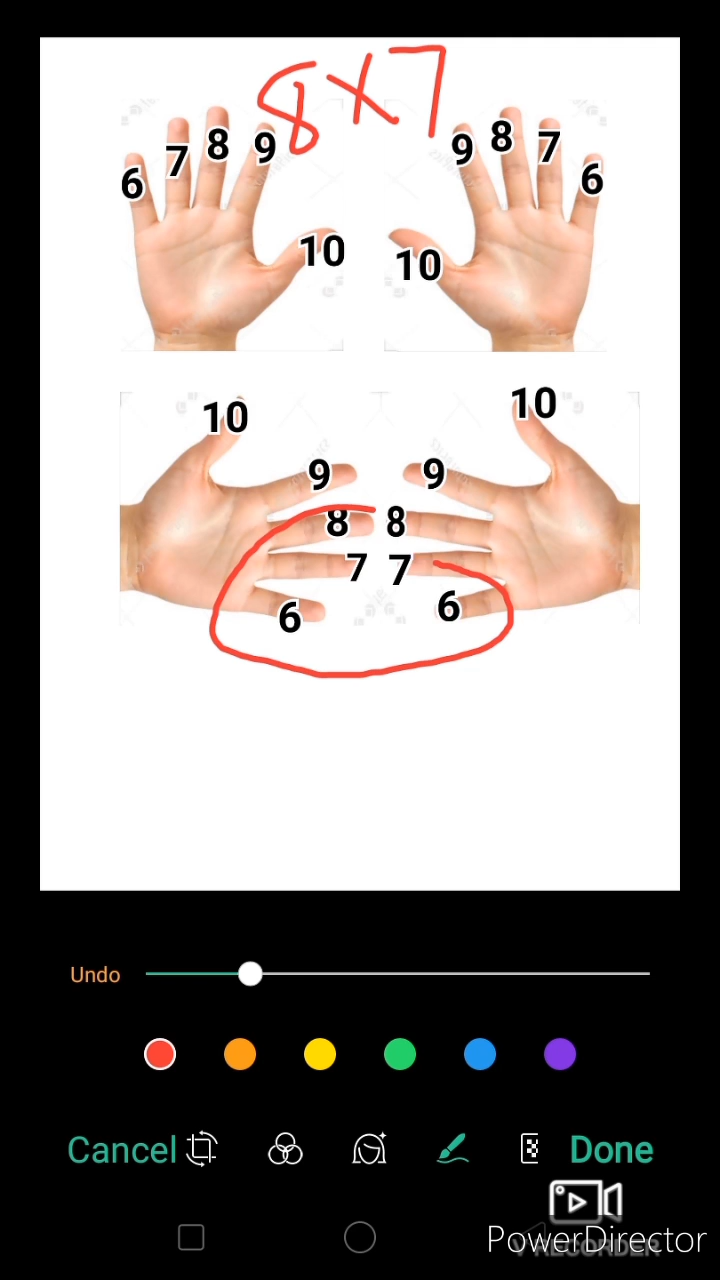 8x7
6 7 8 9 9 8 7 6
10 10
10 10
9 9
8 8
7 7
6 6
Undo
Cancel Done
PowerDirector
V RECORDER